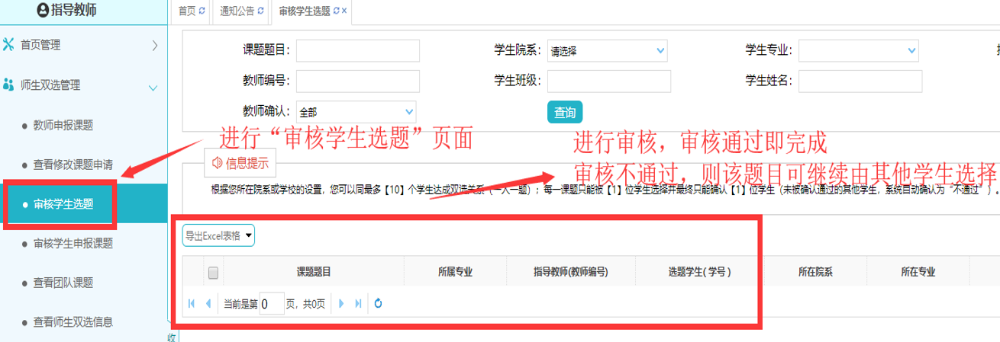 指导教师
首页 通知公告 审核学生选题
首页管理
师生双选管理
教师申报课题
查看修改课题申请
审核学生选题
审核学生申报课题
查看团队课题
查看师生双选信息
课题题目: 学生院系: 请选择 学生专业:
教师编号: 学生班级: 学生姓名:
教师确认: 全部 查询
进行“审核学生选题”页面
进行审核，审核通过即完成
审核不通过，则该题目可继续由其他学生选择
信息提示
根据您所在院系或学校的设置，您可以同最多【10】个学生达成双选关系（一人一题）；每一课题只能被【1】位学生选择并最终只能确认【1】位学生（未被确认通过的其他学生，系统自动确认为“不通过”）。
导出Excel表格
课题题目 所属专业 指导教师(教师编号) 选题学生(学号) 所在院系 所在专业
当前是第 0 页，共0页
收